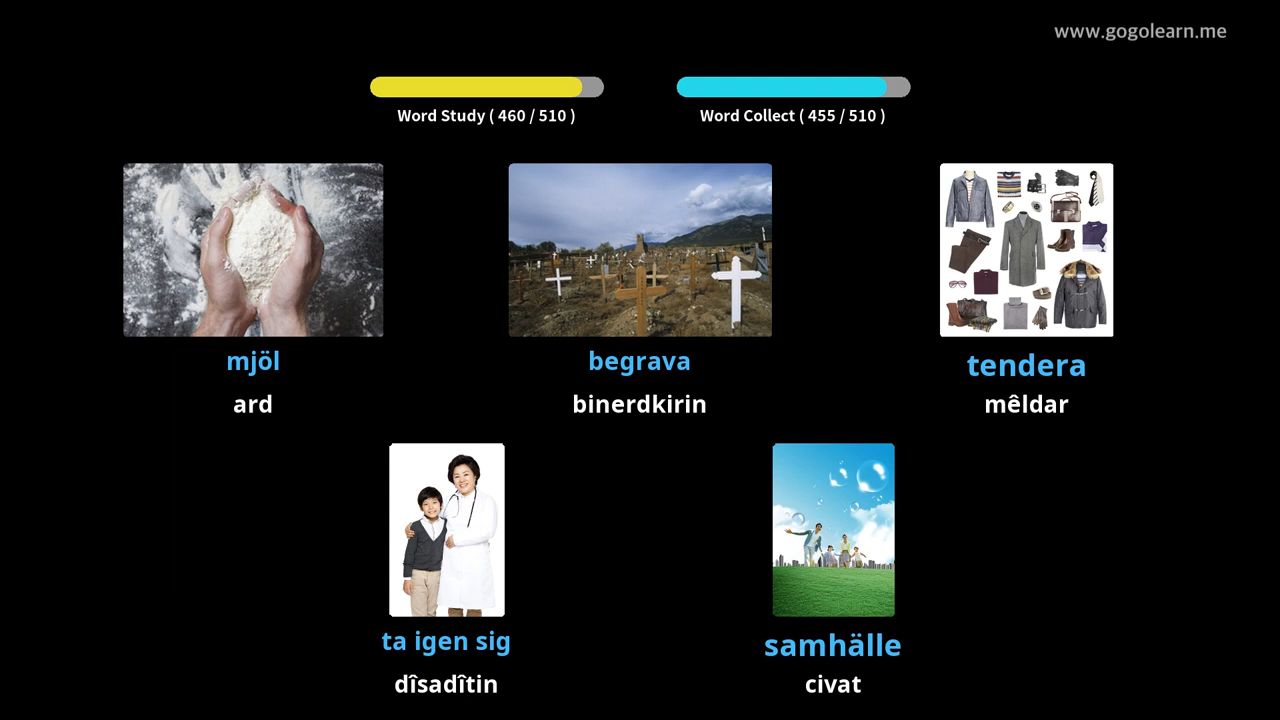 www.gogolearn.me
Word Study ( 460 / 510 )
Word Collect ( 455 / 510 )
mjöl
ard
begrava
binerdkirin
tendera
mêldar
ta igen sig
dîsadîtin
samhälle
civat